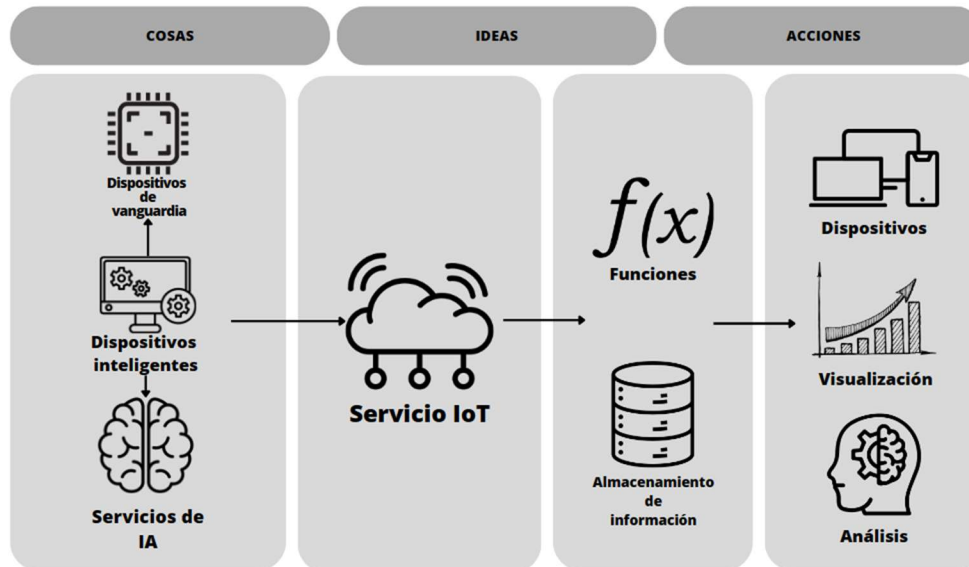 COSAS
IDEAS
ACCIONES
Dispositivos
de
vanguardia
Dispositivos
inteligentes
Servicios de
IA
Servicio IoT
f(x)
Funciones
Almacenamiento
de
información
Dispositivos
Visualización
Análisis